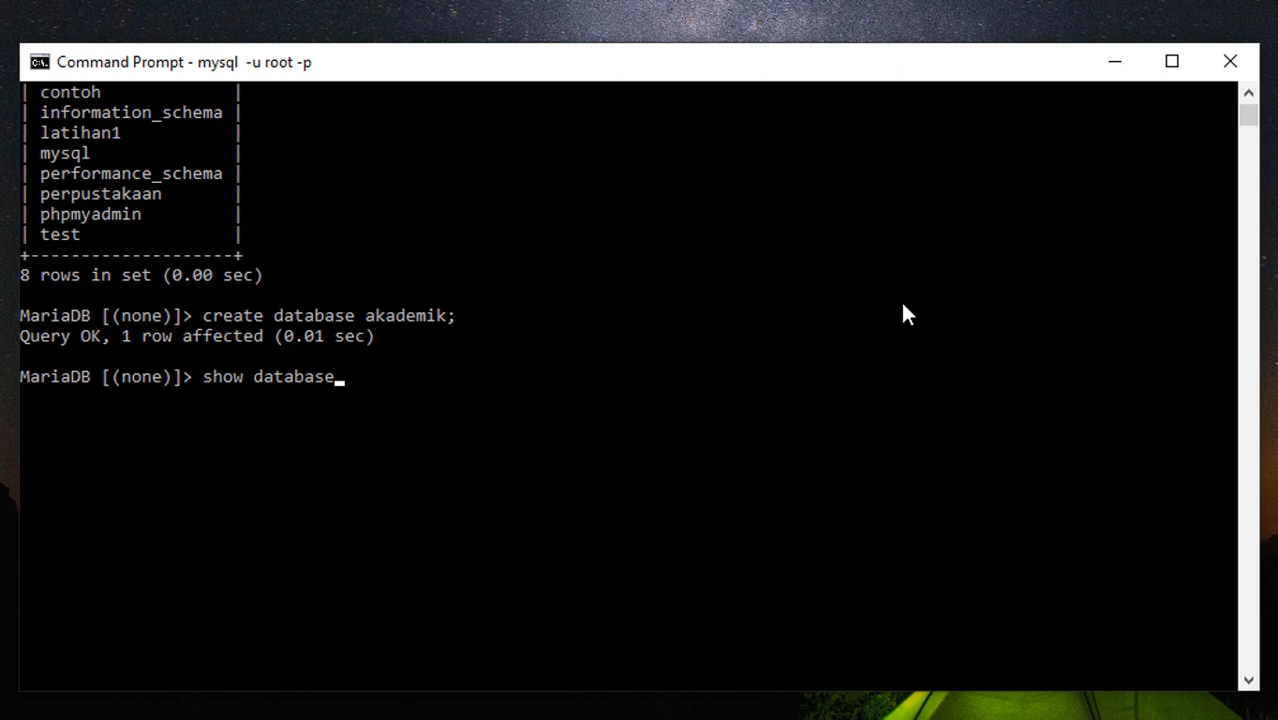 Command Prompt - mysql  -u root -p
| contoh             |
| information_schema |
| latihan1           |
| mysql              |
| performance_schema |
| perpustakaan       |
| phpmyadmin         |
| test               |
+--------------------+
8 rows in set (0.00 sec)
MariaDB [(none)]> create database akademik;
Query OK, 1 row affected (0.01 sec)
MariaDB [(none)]> show database_